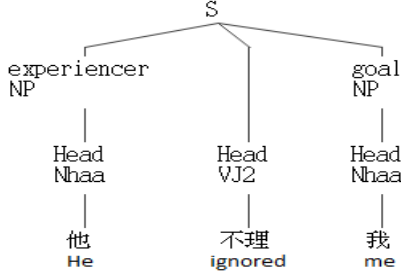 S
experiencer goal
NP NP
Head Head Head
Nhaa VJ2 Nhaa
他 不理 我
He ignored me